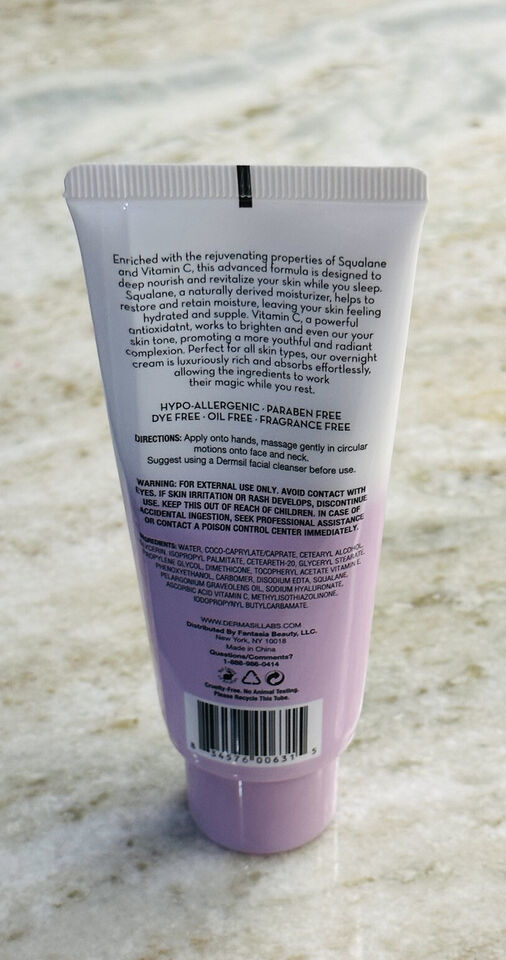 Enriched with the rejuvenating properties of Squalane
and Vitamin C, this advanced formula is designed to
deep nourish and revitalize your skin while you sleep.
Squalane, a naturally derived moisturizer, helps to
restore and retain moisture, leaving your skin feeling
hydrated and supple. Vitamin C, a powerful
antioxidatnt, works to brighten and even our your
skin tone, promoting a more youthful and radiant
complexion. Perfect for all skin types, our overnight
cream is luxuriously rich and absorbs effortlessly,
allowing the ingredients to work
their magic while you rest.
HYPO-ALLERGENIC · PARABEN FREE
DYE FREE · OIL FREE · FRAGRANCE FREE
DIRECTIONS: Apply onto hands, massage gently in circular
motions onto face and neck.
Suggest using a Dermsil facial cleanser before use.
WARNING: FOR EXTERNAL USE ONLY. AVOID CONTACT WITH
EYES. IF SKIN IRRITATION OR RASH DEVELOPS, DISCONTINUE
USE. KEEP THIS OUT OF REACH OF CHILDREN. IN CASE OF
ACCIDENTAL INGESTION, SEEK PROFESSIONAL ASSISTANCE
OR CONTACT A POISON CONTROL CENTER IMMEDIATELY.
INGREDIENTS: WATER, COCO-CAPRYLATE/CAPRATE, CETEARYL ALCOHOL,
GLYCERIN, ISOPROPYL PALMITATE, CETEARETH-20, GLYCERYL STEARATE,
PROPYLENE GLYCOL, DIMETHICONE, TOCOPHERYL ACETATE VITAMIN E,
PHENOXYETHANOL, CARBOMER, DISODIUM EDTA, SQUALANE,
PELARGONIUM GRAVEOLENS OIL, SODIUM HYALURONATE,
ASCORBIC ACID VITAMIN C, METHYLISOTHIAZOLINONE,
IODOPROPYNYL BUTYLCARBAMATE.
WWW.DERMASILLABS.COM
Distributed By Fantasia Beauty, LLC.
New York, NY 10018
Made in China
Questions/Comments?
1-888-986-0414
Cruelty-Free. No Animal Testing.
Please Recycle This Tube.
8 34576 00631 5